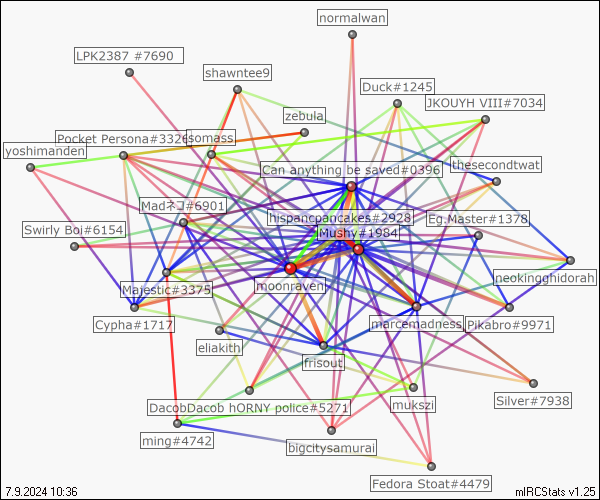 normalwan
LPK2387 #7690
shawntee9
Duck#1245
JKOUYH VIII#7034
zebula
Pocket Persona#3326
somass
yoshimanden
Can anything be saved#0396
thesecondtwat
Madネコ#6901
hispancpancakes#2928
Eg.Master#1378
Swirly Boi#6154
Mushy#1984
neokingghidorah
moonraven
Majestic#3375
Cypha#1717
marcemadness
Pikabro#9971
eliakith
frisout
DacobDacob hORNY police#5271
mukszi
Silver#7938
ming#4742
bigcitysamurai
Fedora Stoat#4479
7.9.2024 10:36
mIRCStats v1.25